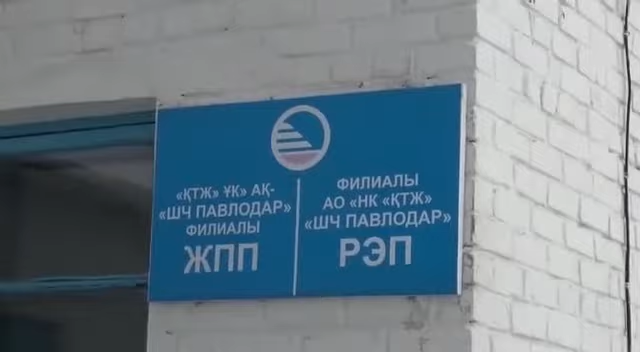 «ҚТЖ» ҰК» АҚ-
«ШЧ ПАВЛОДАР»
ФИЛИАЛЫ
ЖПП
ФИЛИАЛЫ
АО «НК «ҚТЖ»
«ШЧ ПАВЛОДАР»
РЭП